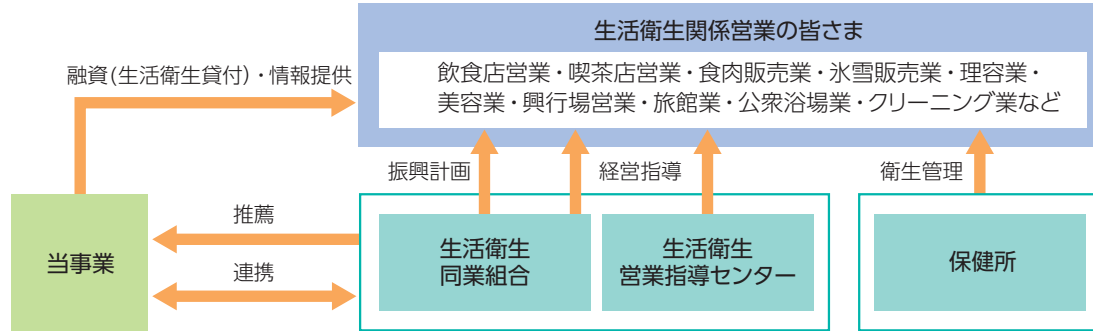 生活衛生関係営業の皆さま
融資(生活衛生貸付)・情報提供
飲食店営業・喫茶店営業・食肉販売業・氷雪販売業・理容業・
美容業・興行場営業・旅館業・公衆浴場業・クリーニング業など
振興計画
経営指導
衛生管理
推薦
当事業
連携
生活衛生
同業組合
生活衛生
営業指導センター
保健所